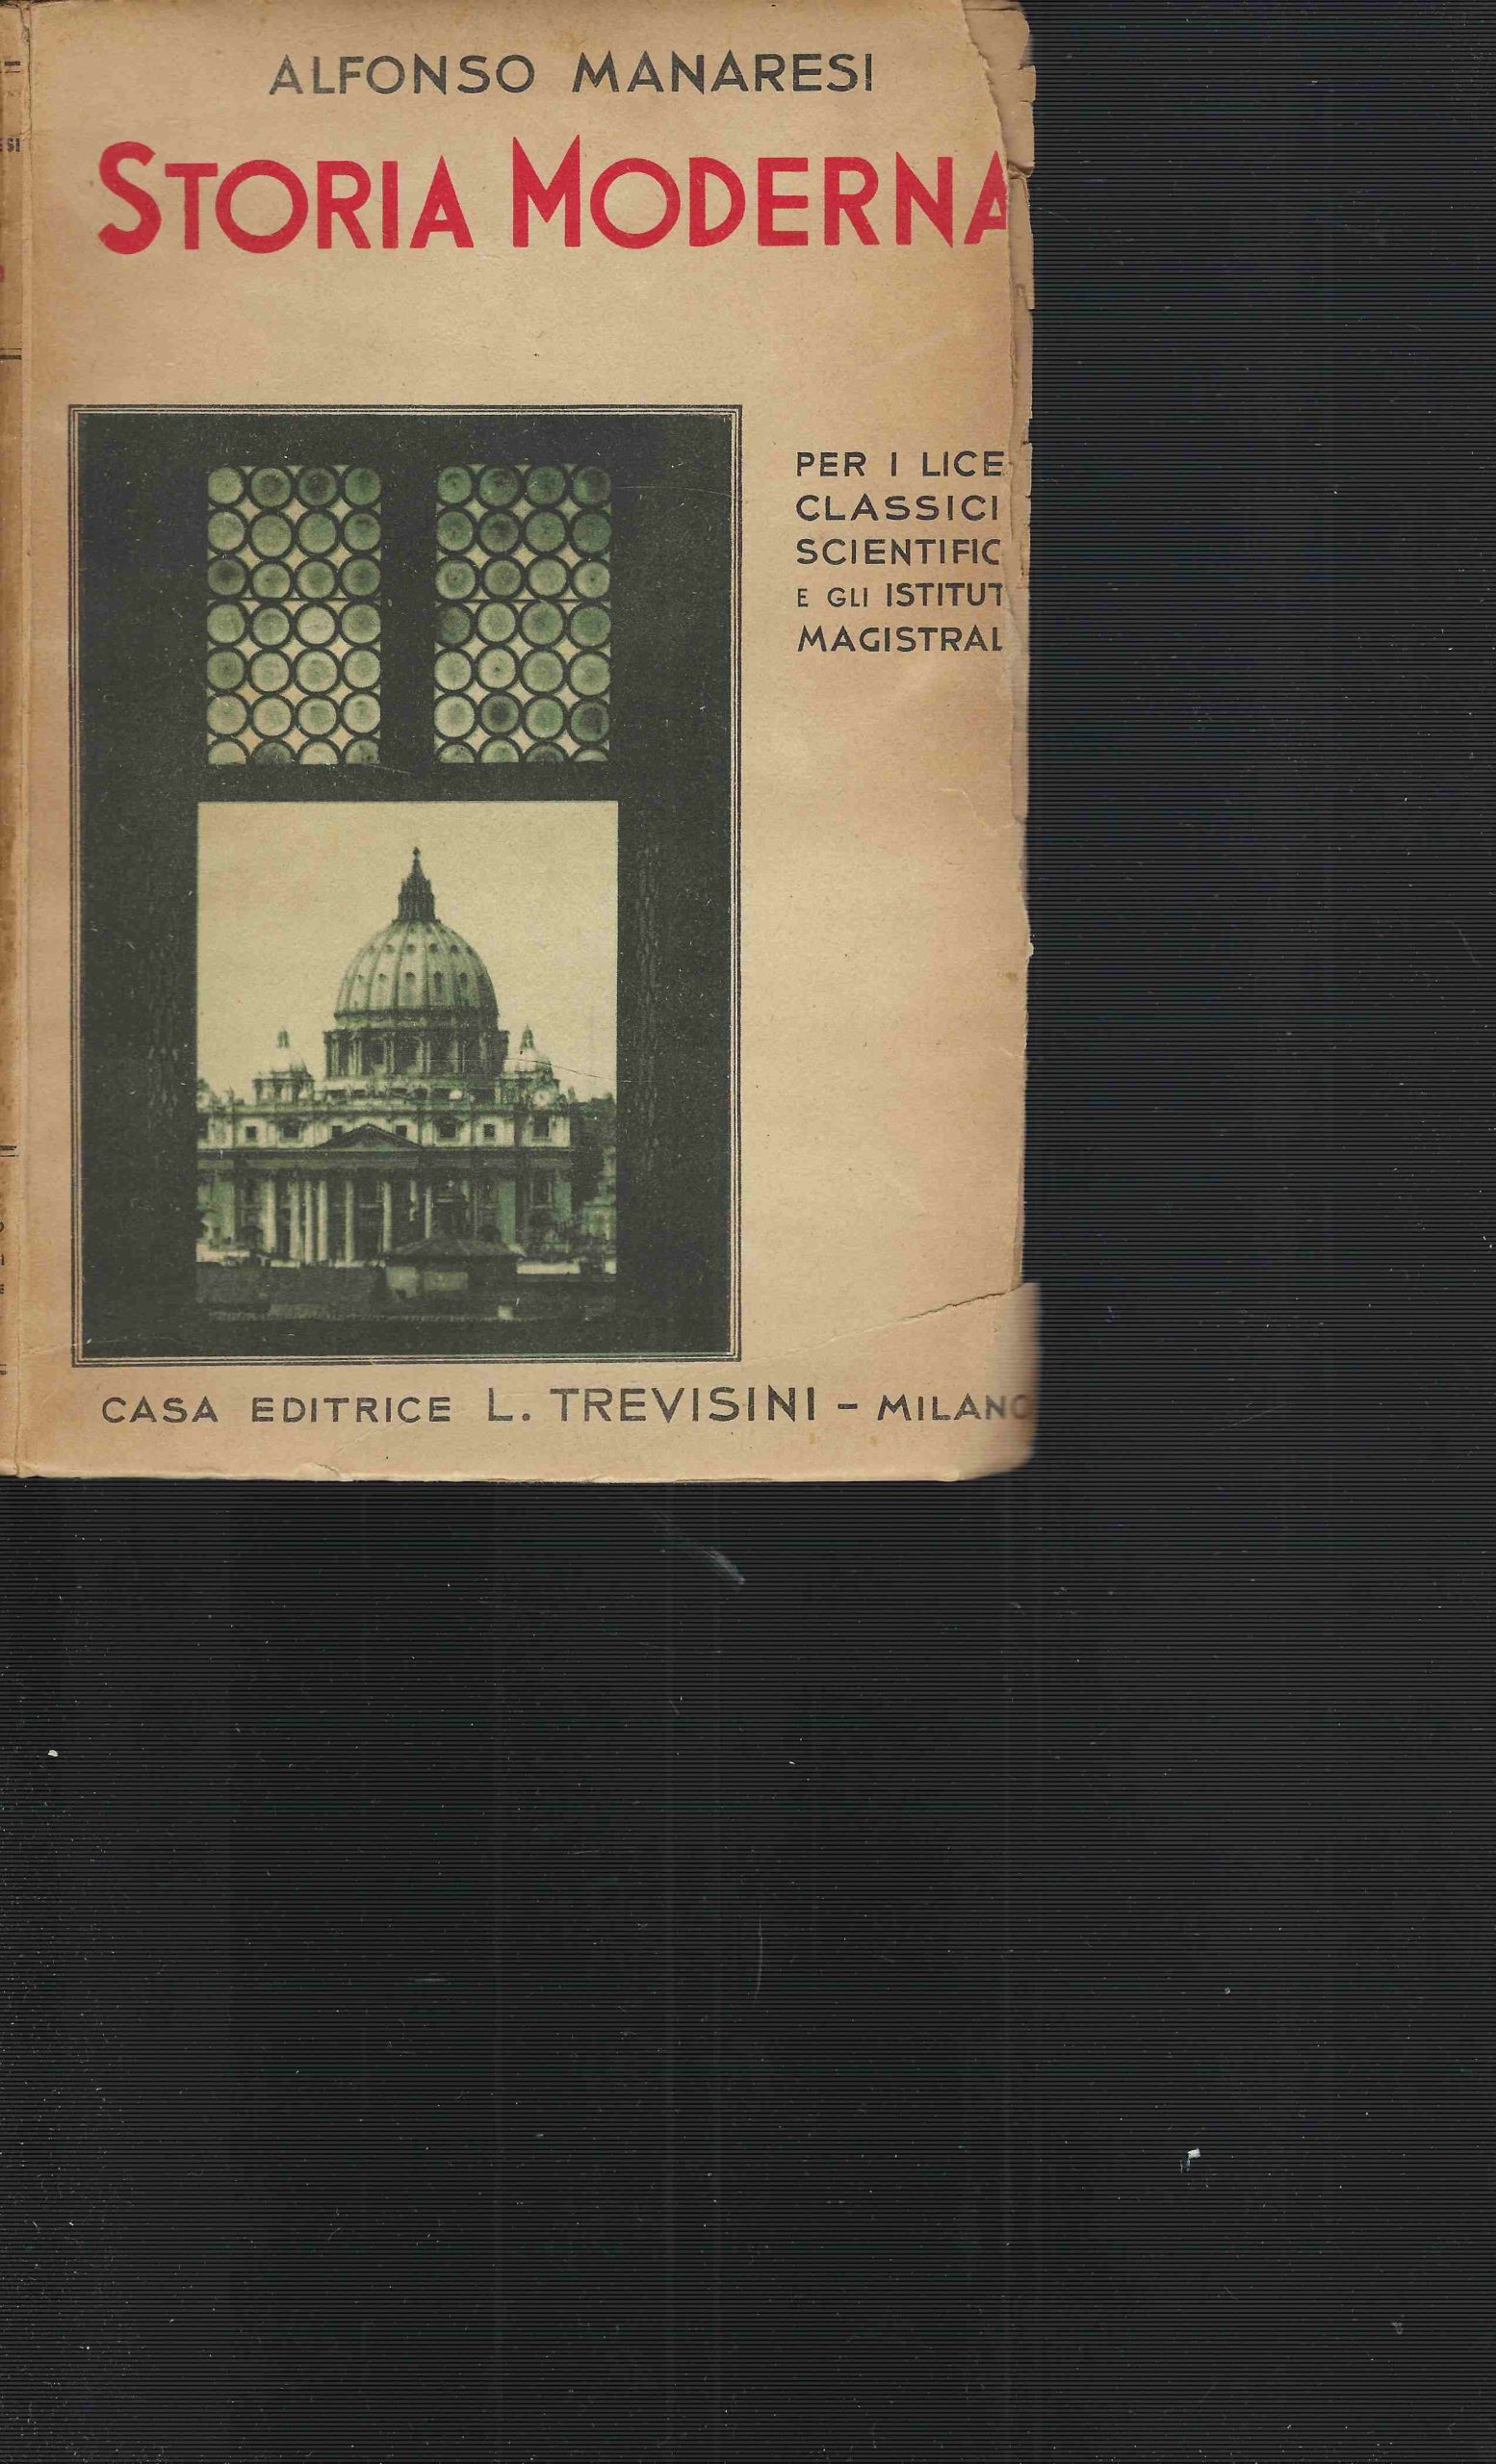 ALFONSO MANARESI
STORIA MODERNA
PER I LICE
CLASSICI
SCIENTIFIC
E GLI ISTITUT
MAGISTRAL
CASA EDITRICE L. TREVISINI - MILANO